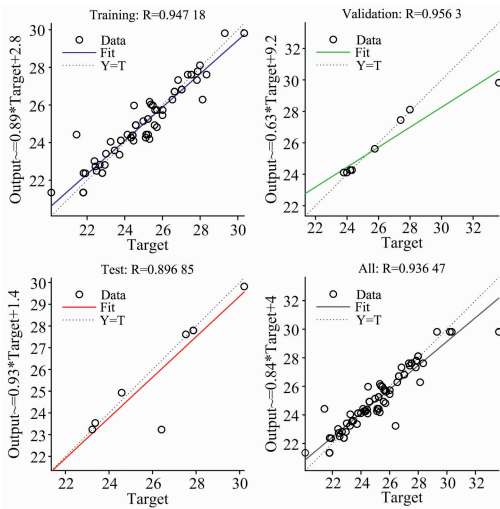 Training: R=0.947 18
Output~=0.89*Target+2.8
30
28
26
24
22
Data
Fit
Y=T
22 24 26 28 30
Target
Validation: R=0.956 3
Output~=0.63*Target+9.2
32
30
28
26
24
22
Data
Fit
Y=T
22 24 26 28 30 32
Target
Test: R=0.896 85
Output~=0.93*Target+1.4
30
29
28
27
26
25
24
23
22
Data
Fit
Y=T
22 24 26 28 30
Target
All: R=0.936 47
Output~=0.84*Target+4
32
30
28
26
24
22
Data
Fit
Y=T
22 24 26 28 30 32
Target